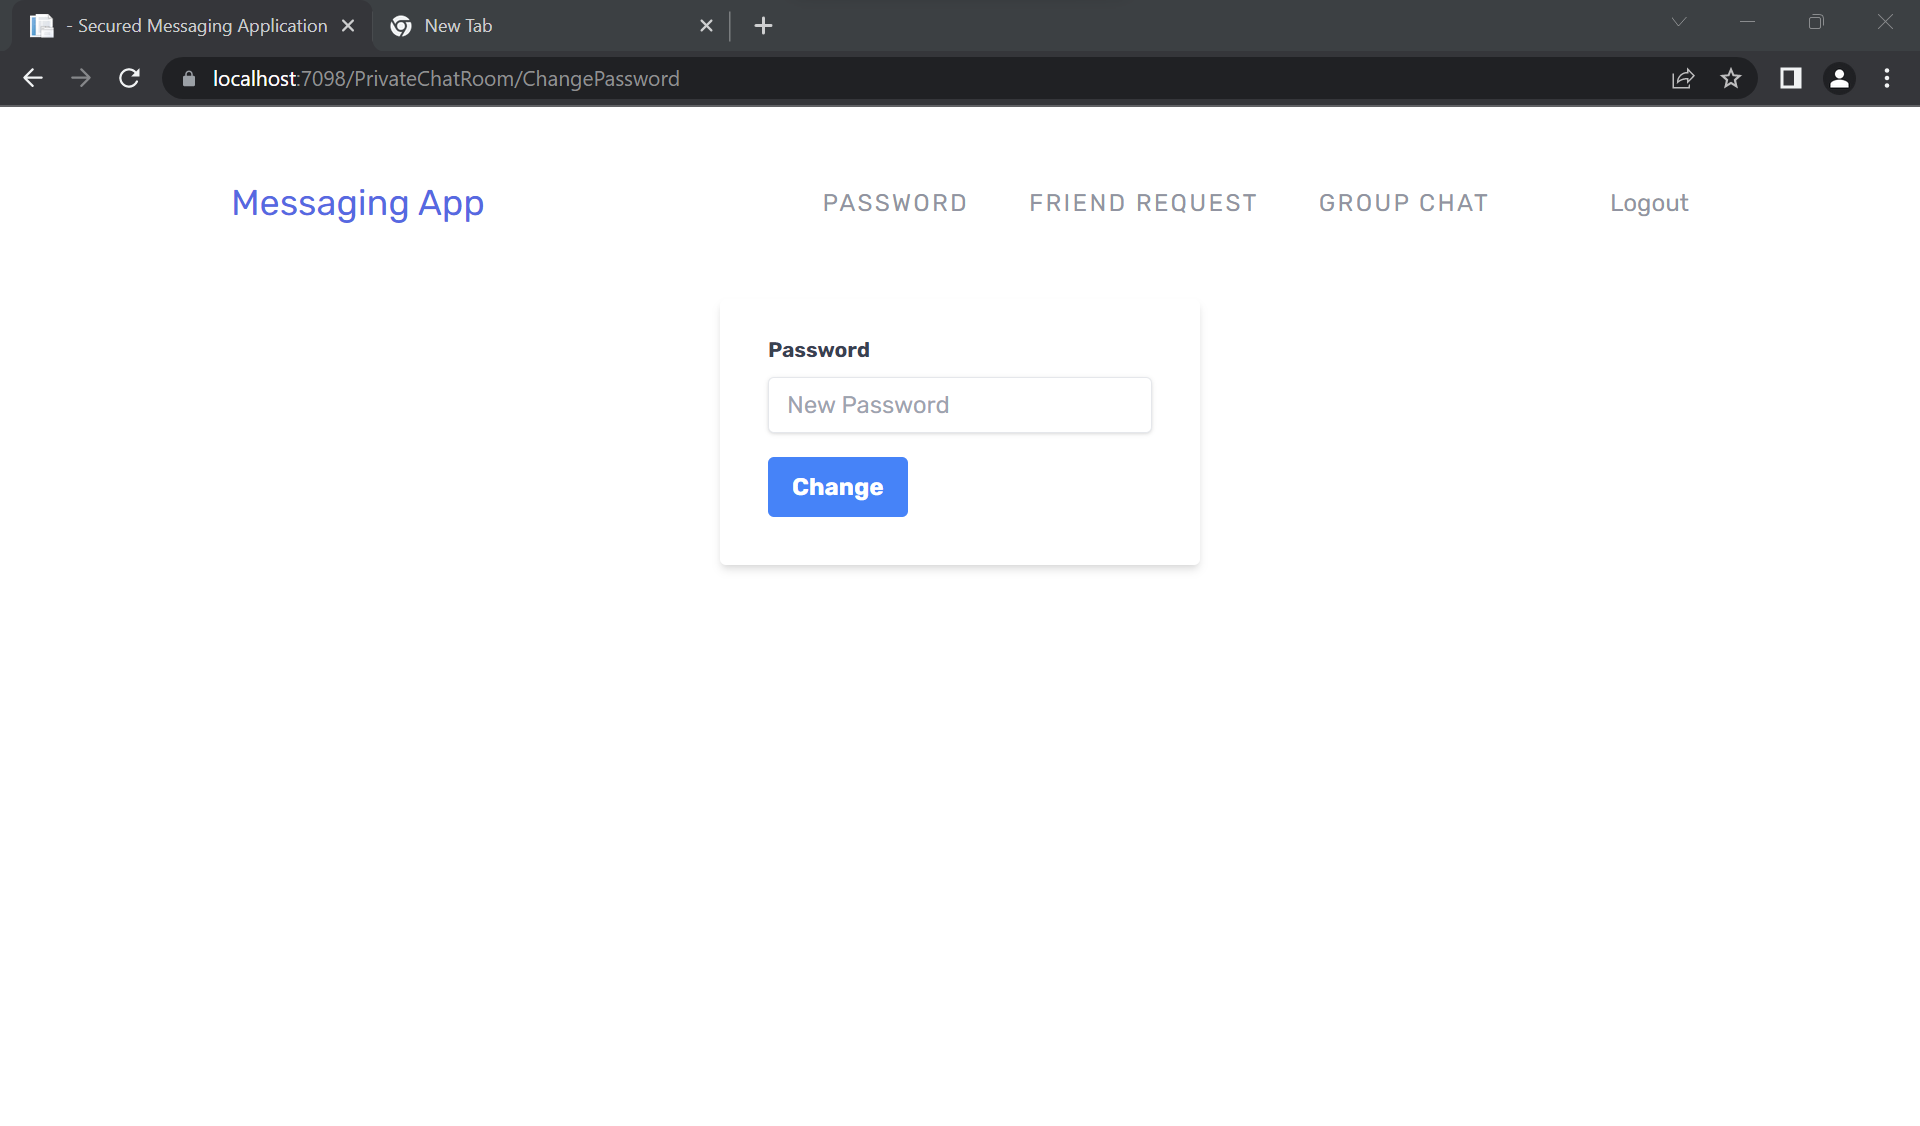 - Secured Messaging Application
New Tab
localhost:7098/PrivateChatRoom/ChangePassword
Messaging App
PASSWORD
FRIEND REQUEST
GROUP CHAT
Logout
Password
New Password
Change